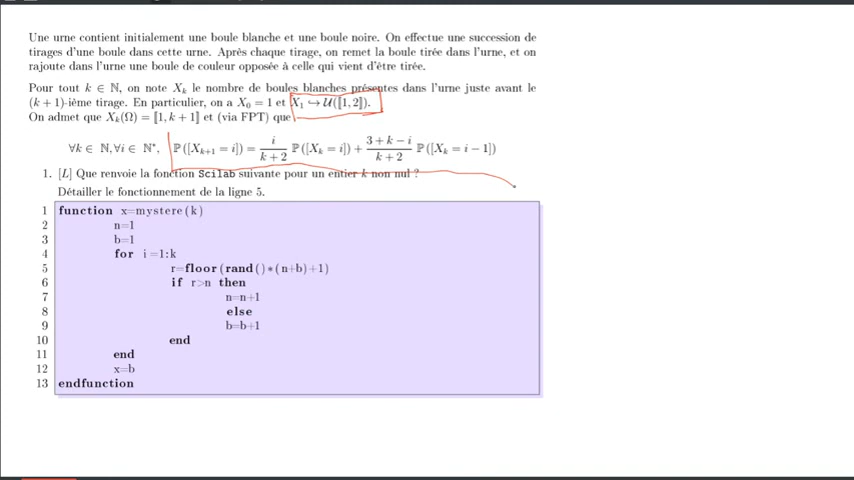 Une urne contient initialement une boule blanche et une boule noire. On effectue une succession de
tirages d'une boule dans cette urne. Après chaque tirage, on remet la boule tirée dans l'urne, et on
rajoute dans l'urne une boule de couleur opposée à celle qui vient d'être tirée.
Pour tout k ∈ ℕ, on note X_k le nombre de boules blanches présentes dans l'urne juste avant le
(k + 1)-ième tirage. En particulier, on a X_0 = 1 et X_1 ↪ 𝒰(⟦1, 2⟧).
On admet que X_k(Ω) = ⟦1, k + 1⟧ et (via FPT) que
∀k ∈ ℕ, ∀i ∈ ℕ*, ℙ([X_{k+1} = i]) = i/(k + 2) ℙ([X_k = i]) + (3 + k − i)/(k + 2) ℙ([X_k = i − 1])
1. [L] Que renvoie la fonction Scilab suivante pour un entier k non nul ?
Détailler le fonctionnement de la ligne 5.
1 function x=mystere(k)
2 n=1
3 b=1
4 for i=1:k
5 r=floor(rand()*(n+b)+1)
6 if r>n then
7 n=n+1
8 else
9 b=b+1
10 end
11 end
12 x=b
13 endfunction